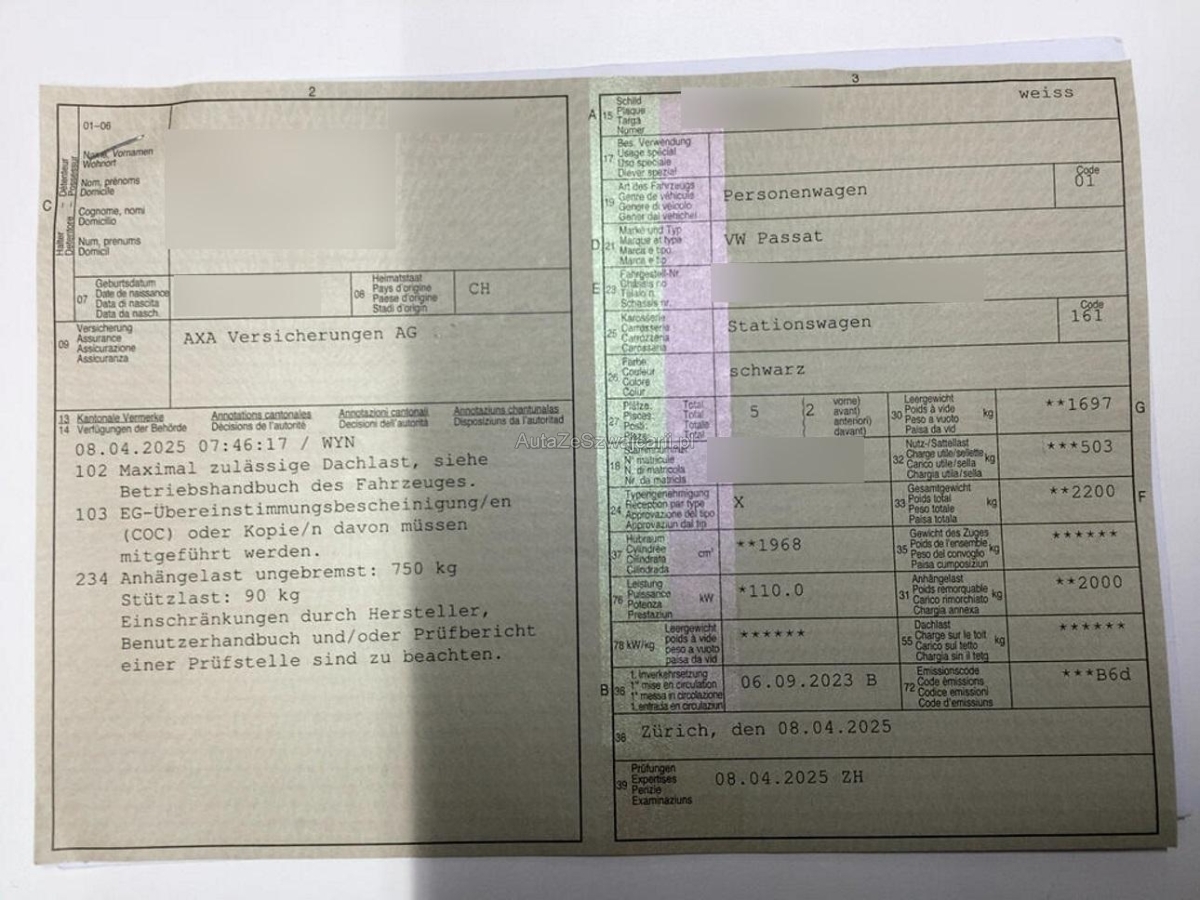 2
01-06
Name, Vornamen
Wohnort
Nom, prénoms
Domicile
Cognome, nomi
Domicilio
Num, prenums
Domicil
C
Halter – Détenteur
Detentore – Possessur
07
Geburtsdatum
Date de naissance
Data di nascita
Data da nasch.
08
Heimatstaat
Pays d'origine
Paese d'origine
Stadi d'origin
CH
09
Versicherung
Assurance
Assicurazione
Assicuranza
AXA Versicherungen AG
13 Kantonale Vermerke Annotations cantonales Annotazioni cantonali Annotaziuns chantunalas
14 Verfügungen der Behörde Décisions de l'autorité Decisioni dell'autorità Disposiziuns da l'autoritad
08.04.2025 07:46:17 / WYN
102 Maximal zulässige Dachlast, siehe
Betriebshandbuch des Fahrzeuges.
103 EG-Übereinstimmungsbescheinigung/en
(COC) oder Kopie/n davon müssen
mitgeführt werden.
234 Anhängelast ungebremst: 750 kg
Stützlast: 90 kg
Einschränkungen durch Hersteller,
Benutzerhandbuch und/oder Prüfbericht
einer Prüfstelle sind zu beachten.
AutaZeSzwajcarii.pl
3
A 15
Schild
Plaque
Targa
Numer
weiss
17
Bes. Verwendung
Usage spécial
Uso speciale
Diever spezial
19
Art des Fahrzeugs
Genre de véhicule
Genere di veicolo
Gener dal vehichel
Personenwagen
Code
01
D 21
Marke und Typ
Marque et type
Marca e tipo
Marca e tip
VW Passat
E 23
Fahrgestell-Nr.
Châssis no
Telaio n.
Schassis nr.
25
Karosserie
Carrosserie
Carrozzeria
Carossaria
Stationswagen
Code
161
26
Farbe
Couleur
Colore
Colur
schwarz
27
Plätze Total
Places Total
Posti Totale
Total
5 (2
vorne)
avant)
anteriori)
davant)
30
Leergewicht
Poids à vide
Peso a vuoto
Paisa da vid
kg
**1697
G
18
Stammnummer
N° matricule
N. di matricola
Nr. da matricla
32
Nutz-/Sattellast
Charge utile/sellette
Carico utile/sella
Chargia utila/sella
kg
***503
24
Typengenehmigung
Réception par type
Approvazione del tipo
Approvaziun dal tip
X
33
Gesamtgewicht
Poids total
Peso totale
Paisa totala
kg
**2200
F
37
Hubraum
Cylindrée
Cilindrata
Cilindrada
cm³
**1968
35
Gewicht des Zuges
Poids de l'ensemble
Peso del convoglio
Paisa cumposiziun
kg
******
76
Leistung
Puissance
Potenza
Prestaziun
kW
*110.0
31
Anhängelast
Poids remorquable
Carico rimorchiato
Chargia annexa
kg
**2000
78 kW/kg
Leergewicht
poids à vide
peso a vuoto
paisa da vid
******
55
Dachlast
Charge sur le toit
Carico sul tetto
Chargia sin il tetg
kg
******
B 36
1. Inverkehrsetzung
1re mise en circulation
1a messa in circolazione
1. entrada en circulaziun
06.09.2023 B
72
Emissionscode
Code émissions
Codice emissioni
Code d'emissiuns
***B6d
38 Zürich, den 08.04.2025
39
Prüfungen
Expertises
Perizie
Examinaziuns
08.04.2025 ZH